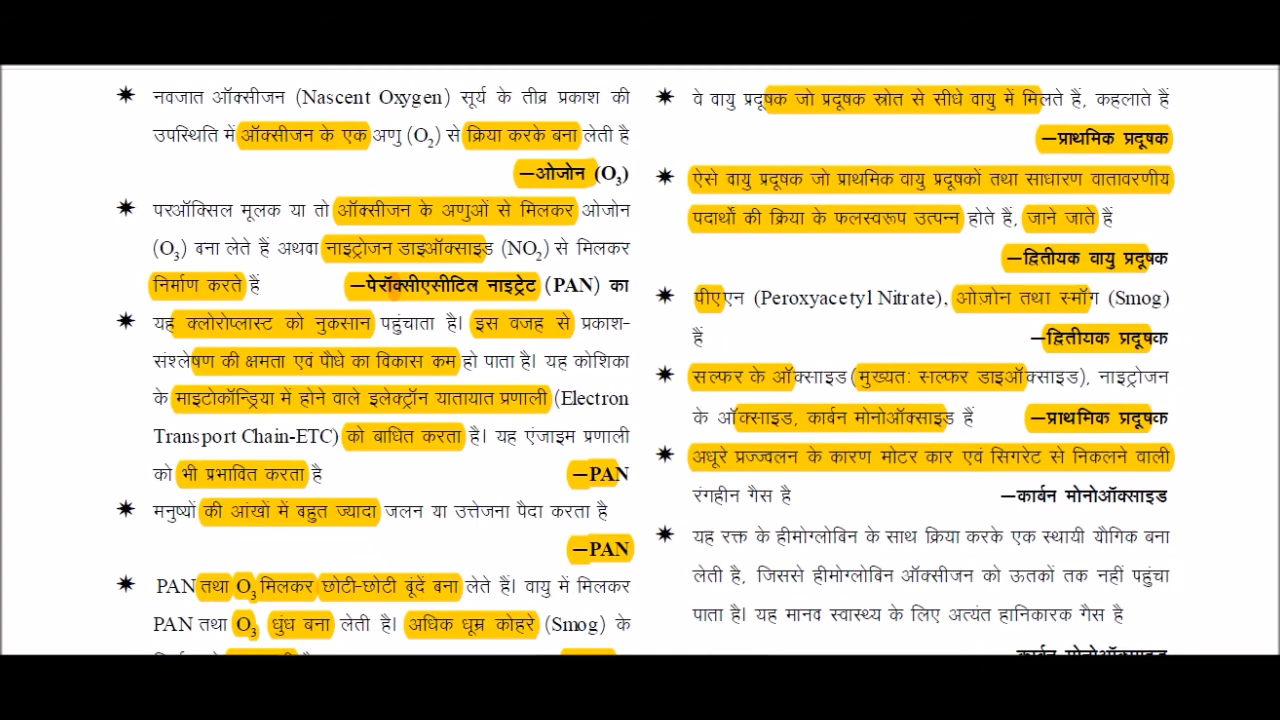 ✷ नवजात ऑक्सीजन (Nascent Oxygen) सूर्य के तीव्र प्रकाश की
उपस्थिति में ऑक्सीजन के एक अणु (O₂) से क्रिया करके बना लेती है
–ओजोन (O₃)
✷ परऑक्सिल मूलक या तो ऑक्सीजन के अणुओं से मिलकर ओजोन
(O₃) बना लेते हैं अथवा नाइट्रोजन डाइऑक्साइड (NO₂) से मिलकर
निर्माण करते हैं –पेरॉक्सीएसीटिल नाइट्रेट (PAN) का
✷ यह क्लोरोप्लास्ट को नुकसान पहुंचाता है। इस वजह से प्रकाश-
संश्लेषण की क्षमता एवं पौधे का विकास कम हो पाता है। यह कोशिका
के माइटोकॉन्ड्रिया में होने वाले इलेक्ट्रॉन यातायात प्रणाली (Electron
Transport Chain-ETC) को बाधित करता है। यह एंजाइम प्रणाली
को भी प्रभावित करता है –PAN
✷ मनुष्यों की आंखों में बहुत ज्यादा जलन या उत्तेजना पैदा करता है
–PAN
✷ PAN तथा O₃ मिलकर छोटी-छोटी बूंदें बना लेते हैं। वायु में मिलकर
PAN तथा O₃ धुंध बना लेती है। अधिक धूम्र कोहरे (Smog) के
✷ वे वायु प्रदूषक जो प्रदूषक स्रोत से सीधे वायु में मिलते हैं, कहलाते हैं
–प्राथमिक प्रदूषक
✷ ऐसे वायु प्रदूषक जो प्राथमिक वायु प्रदूषकों तथा साधारण वातावरणीय
पदार्थों की क्रिया के फलस्वरूप उत्पन्न होते हैं, जाने जाते हैं
–द्वितीयक वायु प्रदूषक
✷ पीएएन (Peroxyacetyl Nitrate), ओज़ोन तथा स्मॉग (Smog)
हैं –द्वितीयक प्रदूषक
✷ सल्फर के ऑक्साइड (मुख्यत: सल्फर डाइऑक्साइड), नाइट्रोजन
के ऑक्साइड, कार्बन मोनोऑक्साइड हैं –प्राथमिक प्रदूषक
✷ अधूरे प्रज्ज्वलन के कारण मोटर कार एवं सिगरेट से निकलने वाली
रंगहीन गैस है –कार्बन मोनोऑक्साइड
✷ यह रक्त के हीमोग्लोबिन के साथ क्रिया करके एक स्थायी यौगिक बना
लेती है, जिससे हीमोग्लोबिन ऑक्सीजन को ऊतकों तक नहीं पहुंचा
पाता है। यह मानव स्वास्थ्य के लिए अत्यंत हानिकारक गैस है
–कार्बन मोनोऑक्साइड